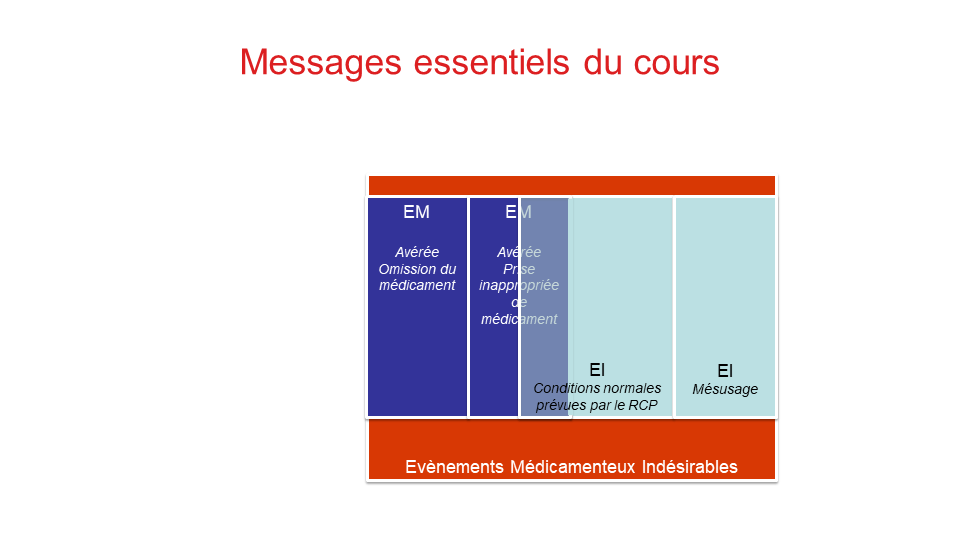 Messages essentiels du cours
EM
Avérée
Omission du
médicament
EM
Avérée
Prise
inappropriée
de
médicament
EI
Conditions normales
prévues par le RCP
EI
Mésusage
Evènements Médicamenteux Indésirables